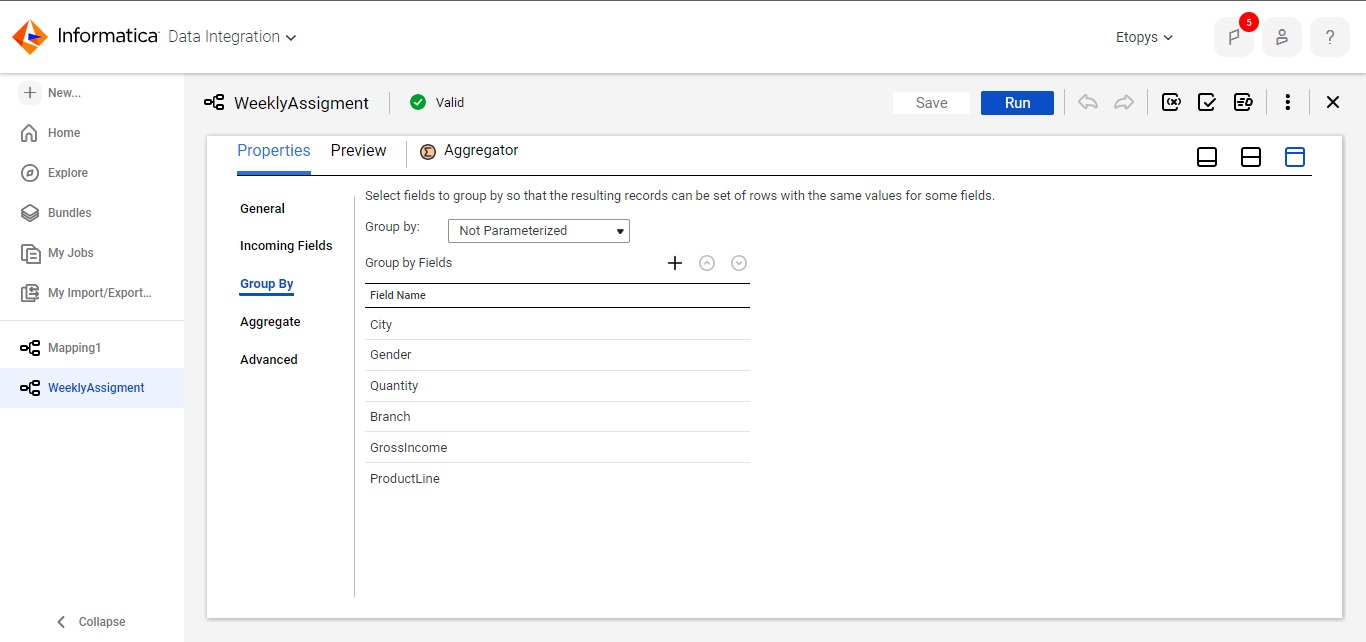 Informatica Data Integration
Etopys
5
?
New...
Home
Explore
Bundles
My Jobs
My Import/Export...
Mapping1
WeeklyAssigment
Collapse
WeeklyAssigment
Valid
Save
Run
Properties
Preview
Σ Aggregator
General
Incoming Fields
Group By
Aggregate
Advanced
Select fields to group by so that the resulting records can be set of rows with the same values for some fields.
Group by: Not Parameterized
Group by Fields
Field Name
City
Gender
Quantity
Branch
GrossIncome
ProductLine